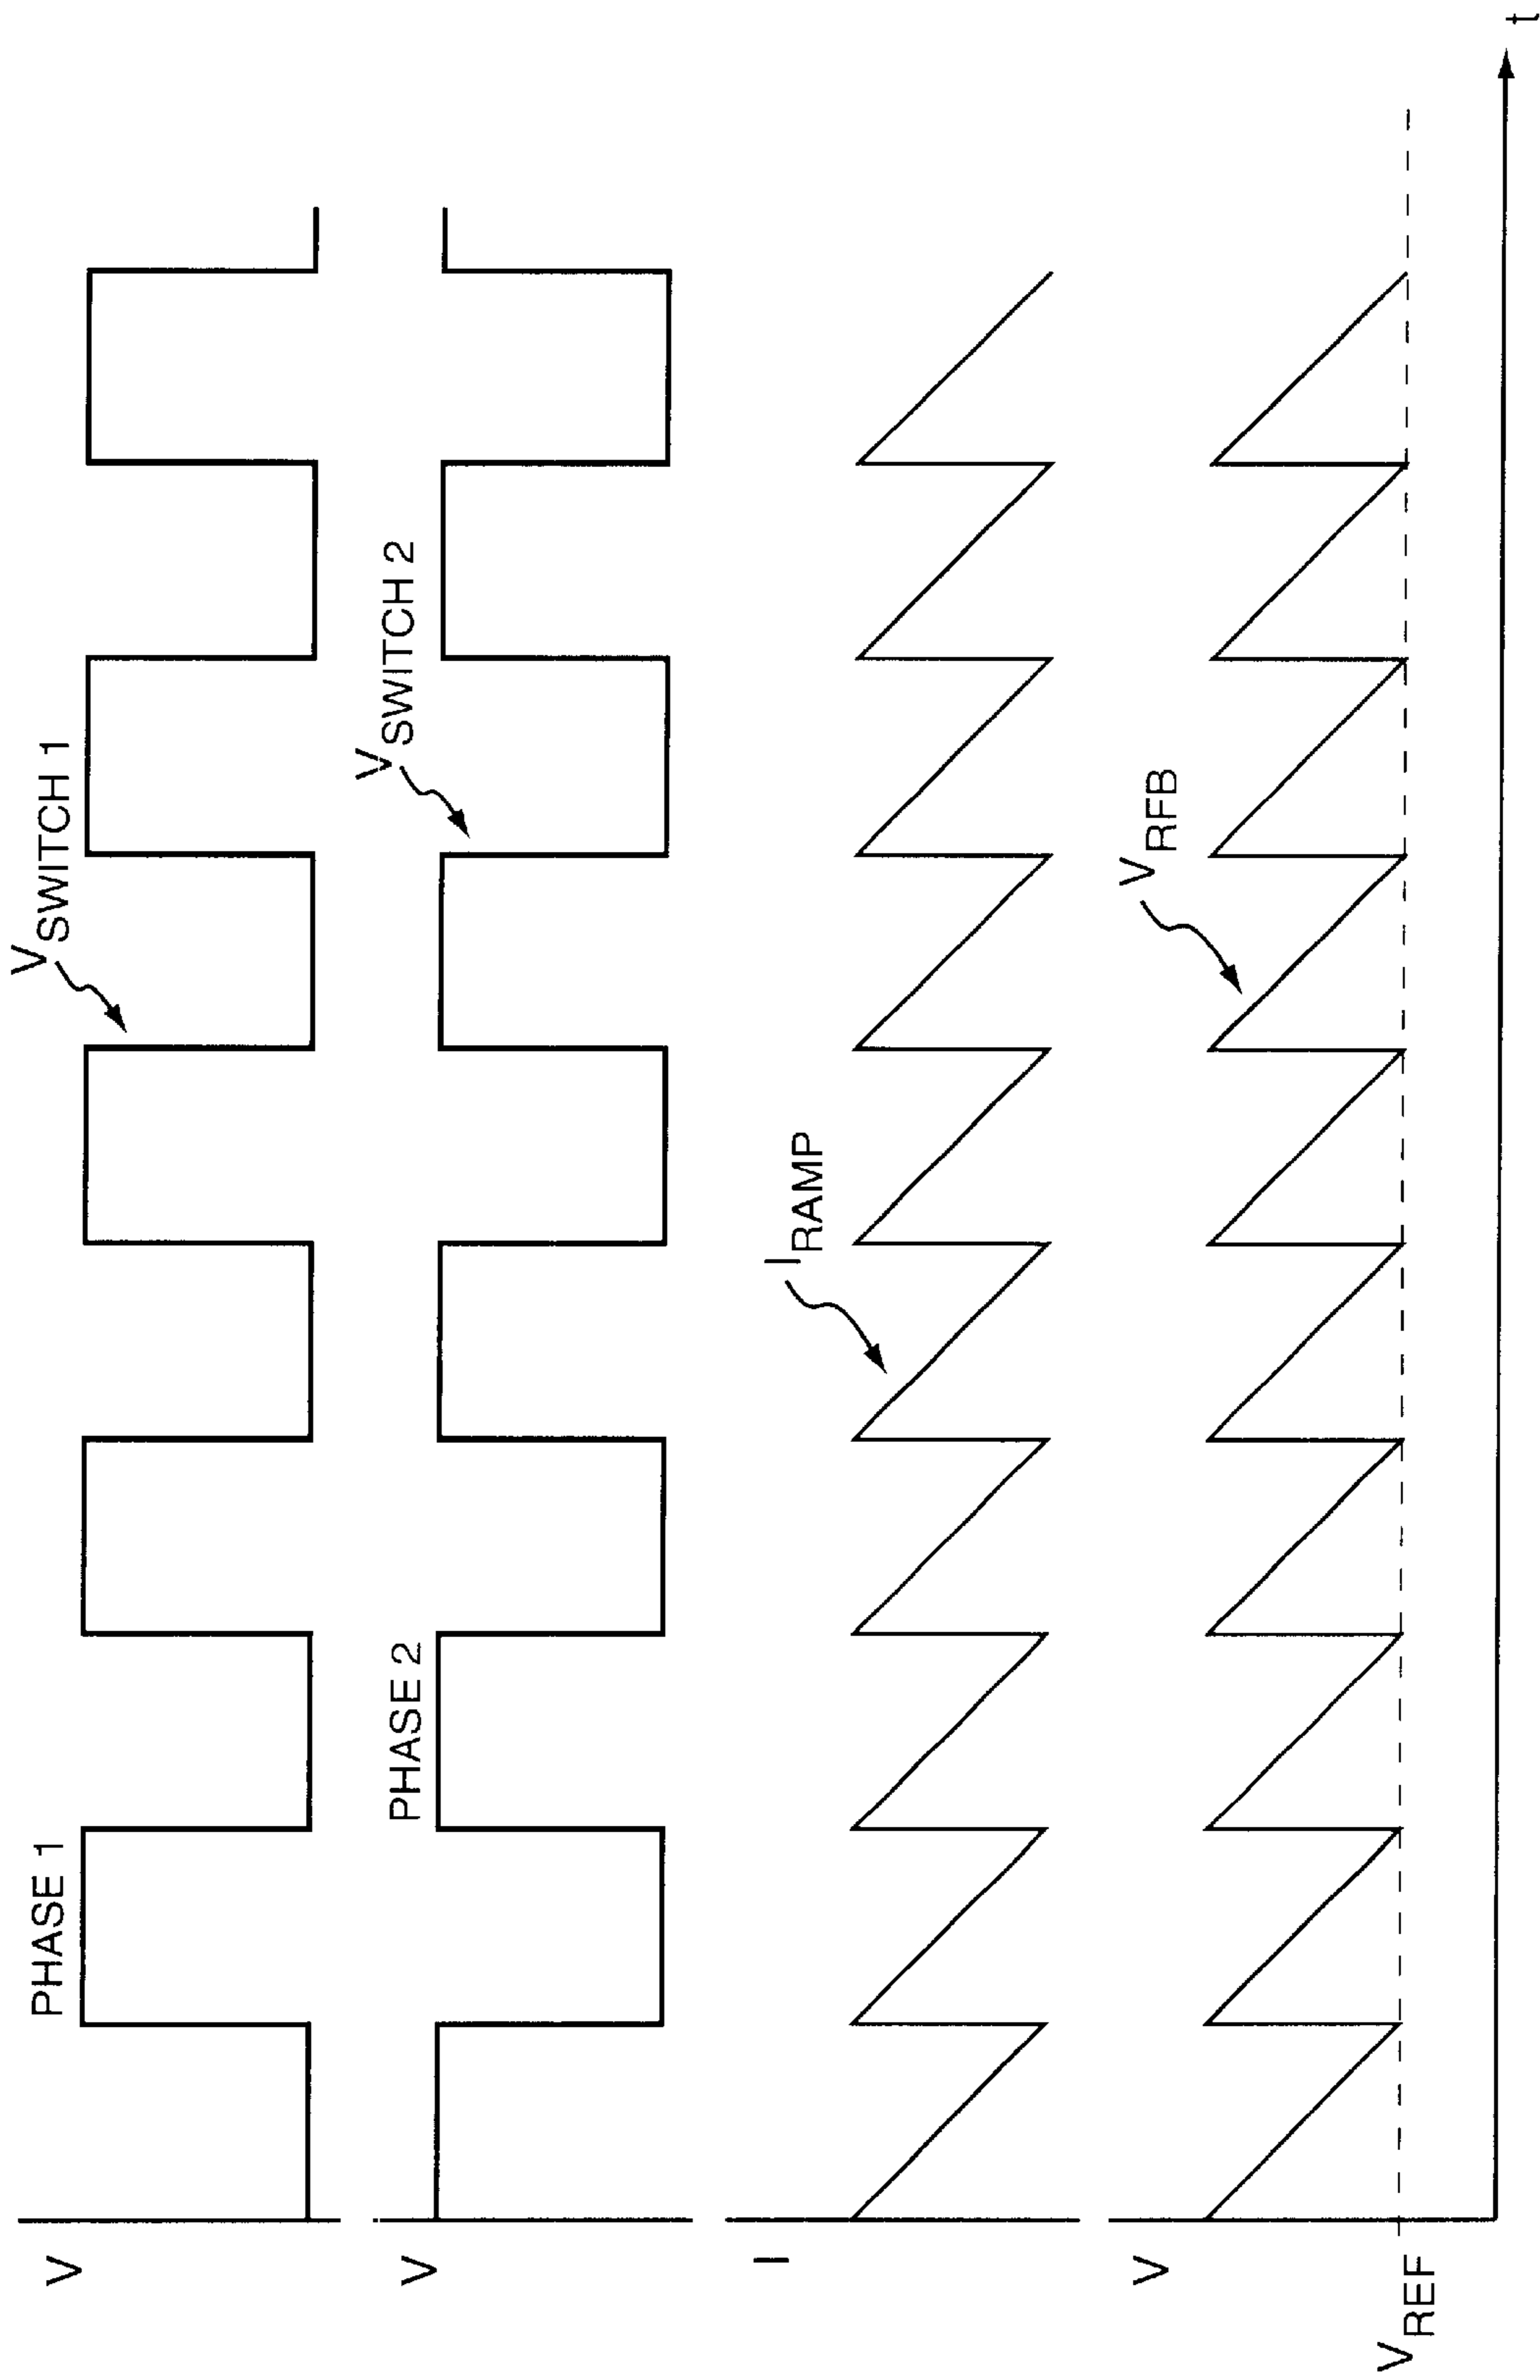 V
PHASE 1
V SWITCH 1
V
PHASE 2
V SWITCH 2
I
I RAMP
V
V RFB
V REF
t